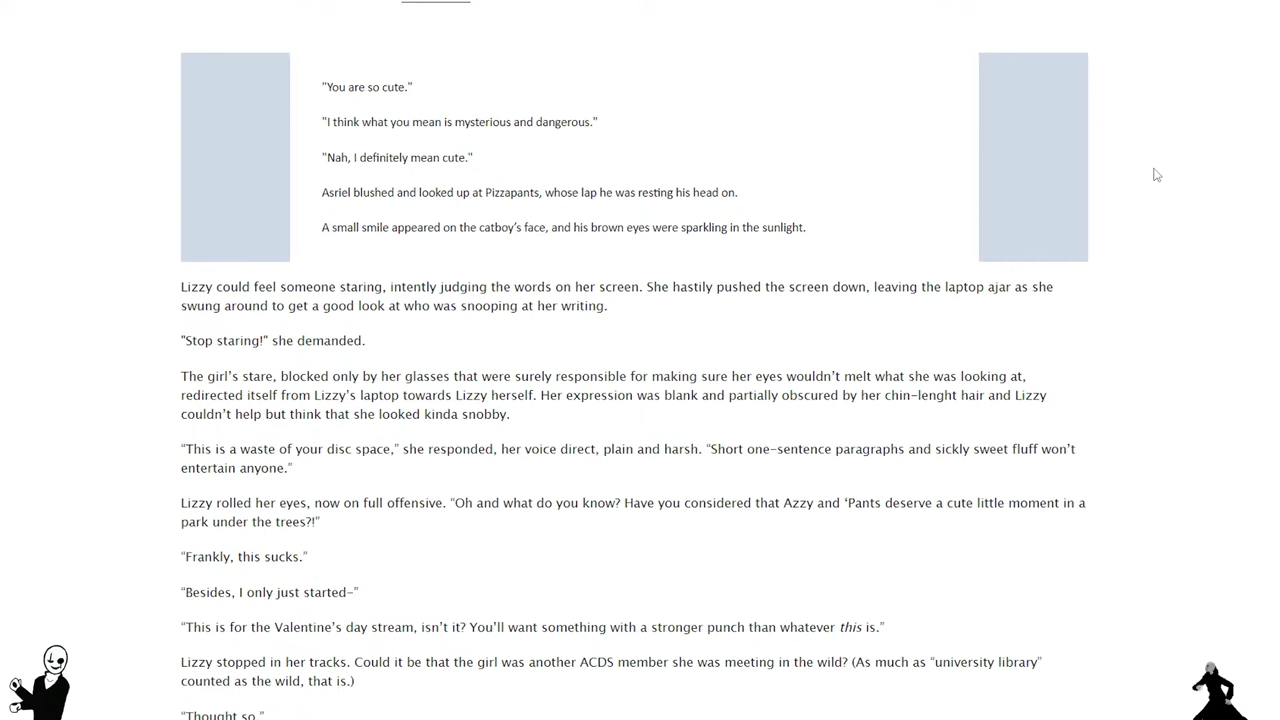 "You are so cute."
"I think what you mean is mysterious and dangerous."
"Nah, I definitely mean cute."
Asriel blushed and looked up at Pizzapants, whose lap he was resting his head on.
A small smile appeared on the catboy's face, and his brown eyes were sparkling in the sunlight.
Lizzy could feel someone staring, intently judging the words on her screen. She hastily pushed the screen down, leaving the laptop ajar as she
swung around to get a good look at who was snooping at her writing.
"Stop staring!" she demanded.
The girl’s stare, blocked only by her glasses that were surely responsible for making sure her eyes wouldn’t melt what she was looking at,
redirected itself from Lizzy’s laptop towards Lizzy herself. Her expression was blank and partially obscured by her chin-lenght hair and Lizzy
couldn’t help but think that she looked kinda snobby.
“This is a waste of your disc space,” she responded, her voice direct, plain and harsh. “Short one-sentence paragraphs and sickly sweet fluff won’t
entertain anyone.”
Lizzy rolled her eyes, now on full offensive. “Oh and what do you know? Have you considered that Azzy and ‘Pants deserve a cute little moment in a
park under the trees?!”
“Frankly, this sucks.”
“Besides, I only just started-”
“This is for the Valentine’s day stream, isn’t it? You’ll want something with a stronger punch than whatever this is.”
Lizzy stopped in her tracks. Could it be that the girl was another ACDS member she was meeting in the wild? (As much as “university library”
counted as the wild, that is.)
“Thought so.”